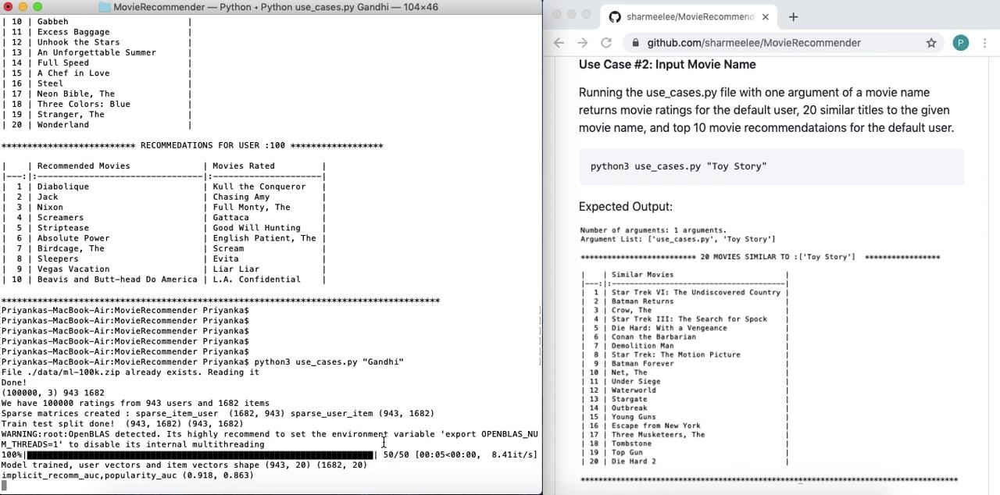 MovieRecommender — Python ◂ Python use_cases.py Gandhi — 104×46
| 10 | Gabbeh |
| 11 | Excess Baggage |
| 12 | Unhook the Stars |
| 13 | An Unforgettable Summer |
| 14 | Full Speed |
| 15 | A Chef in Love |
| 16 | Steel |
| 17 | Neon Bible, The |
| 18 | Three Colors: Blue |
| 19 | Stranger, The |
| 20 | Wonderland |
************************** RECOMMEDATIONS FOR USER :100 ******************
| | Recommended Movies | Movies Rated |
|---:|:--------------------------------|:---------------------|
| 1 | Diabolique | Kull the Conqueror |
| 2 | Jack | Chasing Amy |
| 3 | Nixon | Full Monty, The |
| 4 | Screamers | Gattaca |
| 5 | Striptease | Good Will Hunting |
| 6 | Absolute Power | English Patient, The |
| 7 | Birdcage, The | Scream |
| 8 | Sleepers | Evita |
| 9 | Vegas Vacation | Liar Liar |
| 10 | Beavis and Butt-head Do America | L.A. Confidential |
*************************************************************************************
[Priyankas-MacBook-Air:MovieRecommender Priyanka$ ]
[Priyankas-MacBook-Air:MovieRecommender Priyanka$ ]
[Priyankas-MacBook-Air:MovieRecommender Priyanka$ ]
[Priyankas-MacBook-Air:MovieRecommender Priyanka$ ]
[Priyankas-MacBook-Air:MovieRecommender Priyanka$ ]
[Priyankas-MacBook-Air:MovieRecommender Priyanka$ python3 use_cases.py "Gandhi" ]
File ./data/ml-100k.zip already exists. Reading it
Done!
(100000, 3) 943 1682
We have 100000 ratings from 943 users and 1682 items
Sparse matrices created : sparse_item_user (1682, 943) sparse_user_item (943, 1682)
Train test split done! (943, 1682) (943, 1682)
WARNING:root:OpenBLAS detected. Its highly recommend to set the environment variable 'export OPENBLAS_NU
M_THREADS=1' to disable its internal multithreading
100%| | 50/50 [00:05<00:00, 8.41it/s]
Model trained, user vectors and item vectors shape (943, 20) (1682, 20)
implicit_recomm_auc,popularity_auc (0.918, 0.863)
sharmeelee/MovieRecommend
github.com/sharmeelee/MovieRecommender
P
Use Case #2: Input Movie Name
Running the use_cases.py file with one argument of a movie name
returns movie ratings for the default user, 20 similar titles to the given
movie name, and top 10 movie recommendataions for the default user.
python3 use_cases.py "Toy Story"
Expected Output:
Number of arguments: 1 arguments.
Argument List: ['use_cases.py', 'Toy Story']
************************** 20 MOVIES SIMILAR TO :['Toy Story'] ******************
| | Similar Movies |
|---:|:---------------------------------------|
| 1 | Star Trek VI: The Undiscovered Country |
| 2 | Batman Returns |
| 3 | Crow, The |
| 4 | Star Trek III: The Search for Spock |
| 5 | Die Hard: With a Vengeance |
| 6 | Conan the Barbarian |
| 7 | Demolition Man |
| 8 | Star Trek: The Motion Picture |
| 9 | Batman Forever |
| 10 | Net, The |
| 11 | Under Siege |
| 12 | Waterworld |
| 13 | Stargate |
| 14 | Outbreak |
| 15 | Young Guns |
| 16 | Escape from New York |
| 17 | Three Musketeers, The |
| 18 | Tombstone |
| 19 | Top Gun |
| 20 | Die Hard 2 |
*************************************************************************************